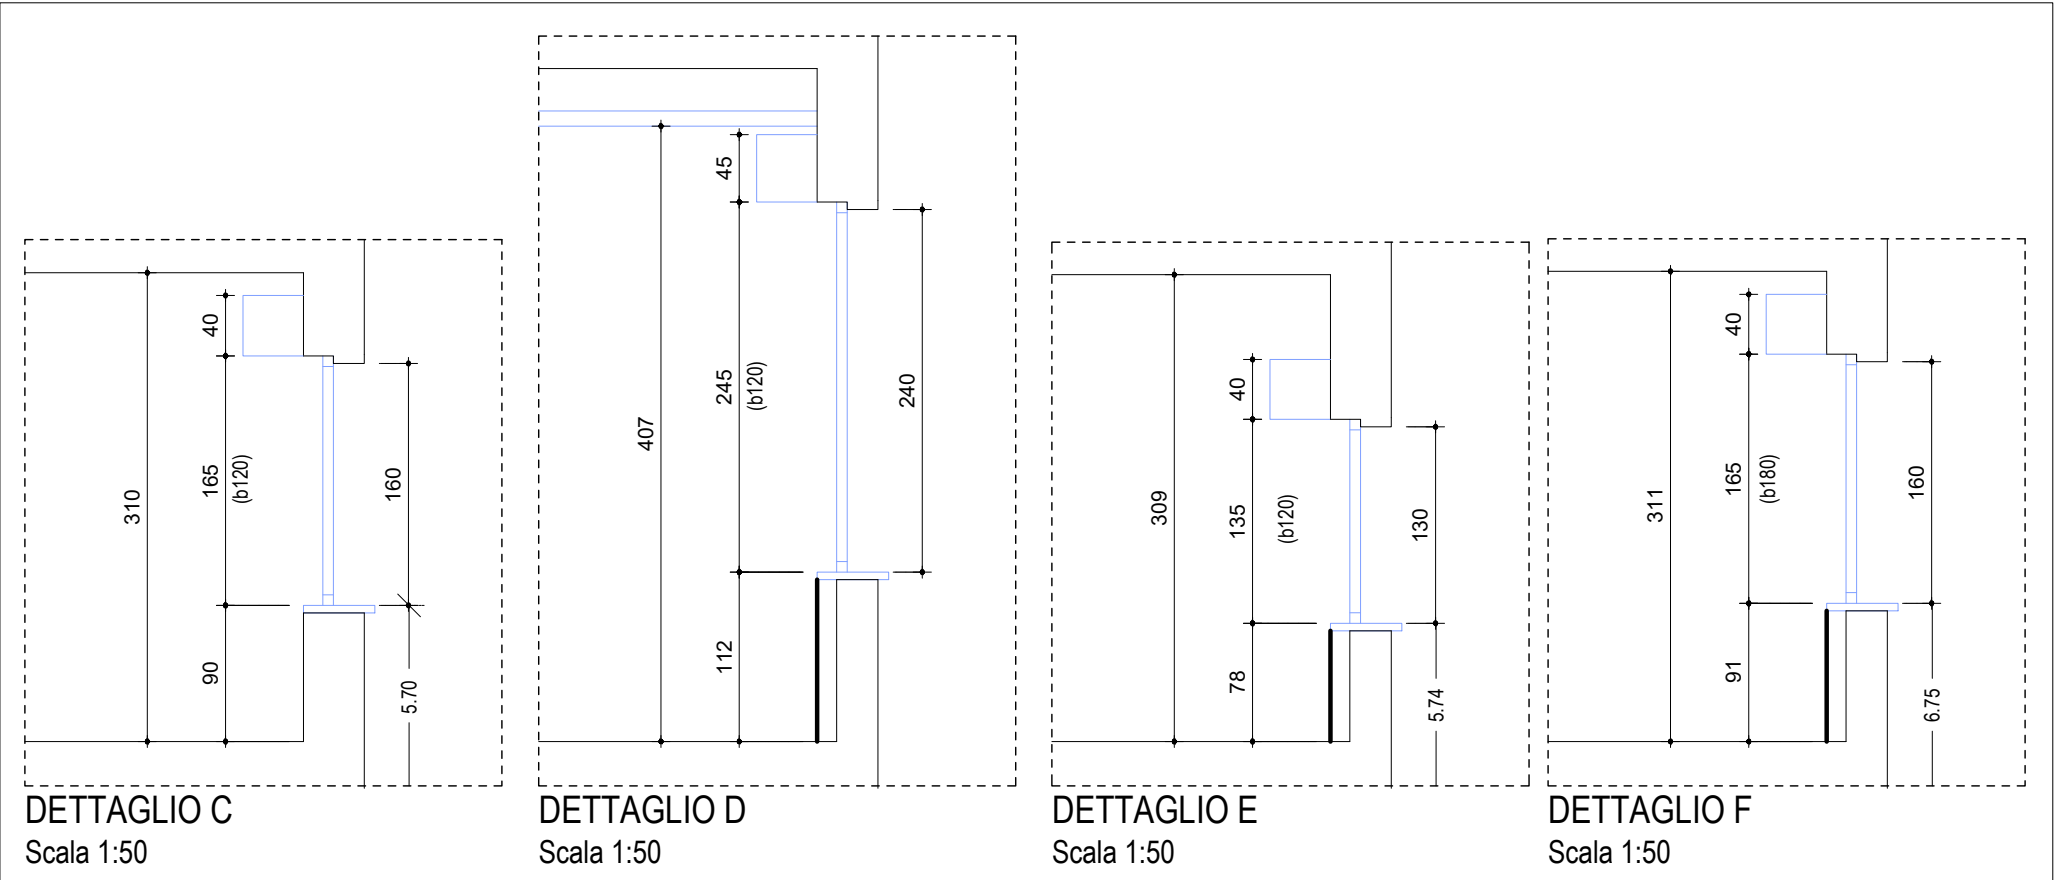 310
40
165
(b120)
90
160
5.70
DETTAGLIO C
Scala 1:50
407
45
245
(b120)
112
240
DETTAGLIO D
Scala 1:50
309
40
135
(b120)
78
130
5.74
DETTAGLIO E
Scala 1:50
311
40
165
(b180)
91
160
6.75
DETTAGLIO F
Scala 1:50